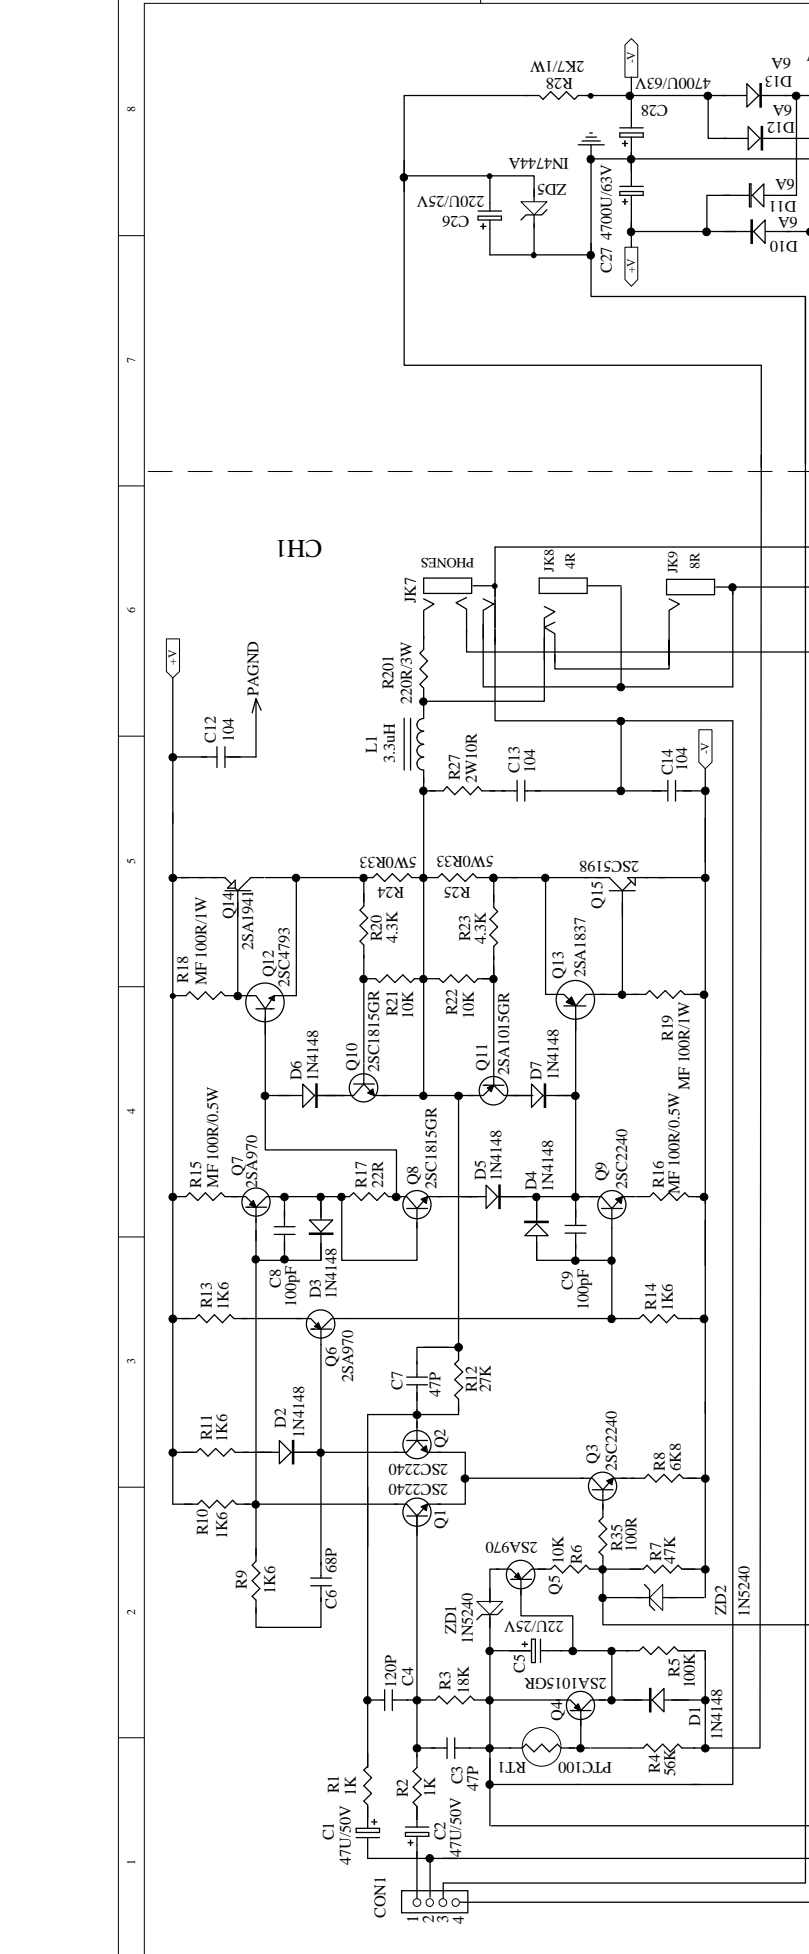 8
7
6
5
4
3
2
1
2K7/1W
R28
-V
4700U/63V
C28
6A
D13
6A
D12
IN4744A
ZD5
220U/25V
C26
C27 4700U/63V
+V
6A
D11
6A
D10
CH1
PHONES
JK7
JK8
4R
JK9
8R
+V
C12
104
PAGND
R201
220R/3W
L1
3.3uH
R27
2W10R
C13
104
C14
104
-V
R18
MF 100R/1W
Q14
2SA1941
Q12
2SC4793
5W0R33
R24
5W0R33
R25
R20
4.3K
R23
4.3K
R21
10K
R22
10K
2SC5198
Q15
Q13
2SA1837
R19
MF 100R/1W
D6
1N4148
Q10
2SC1815GR
Q11
2SA1015GR
D7
1N4148
R15
MF 100R/0.5W
Q7
2SA970
R17
22R
Q8
2SC1815GR
D5
1N4148
D4
1N4148
Q9
2SC2240
R16
MF 100R/0.5W
C8
100pF
D3
1N4148
C9
100pF
R13
1K6
Q6
2SA970
R14
1K6
C7
47P
R12
27K
R11
1K6
D2
1N4148
Q2
2SC2240
2SC2240
Q1
Q3
2SC2240
R8
6K8
R10
1K6
R9
1K6
C6
68P
2SA970
Q5
10K
R6
R35
100R
R7
47K
ZD2
1N5240
ZD1
1N5240
22U/25V
C5
120P
C4
R3
18K
2SA1015GR
Q4
R5
100K
D1
1N4148
R1
1K
R2
1K
C3
47P
RT1
PTC100
R4
56K
C1
47U/50V
C2
47U/50V
CON1
1
2
3
4